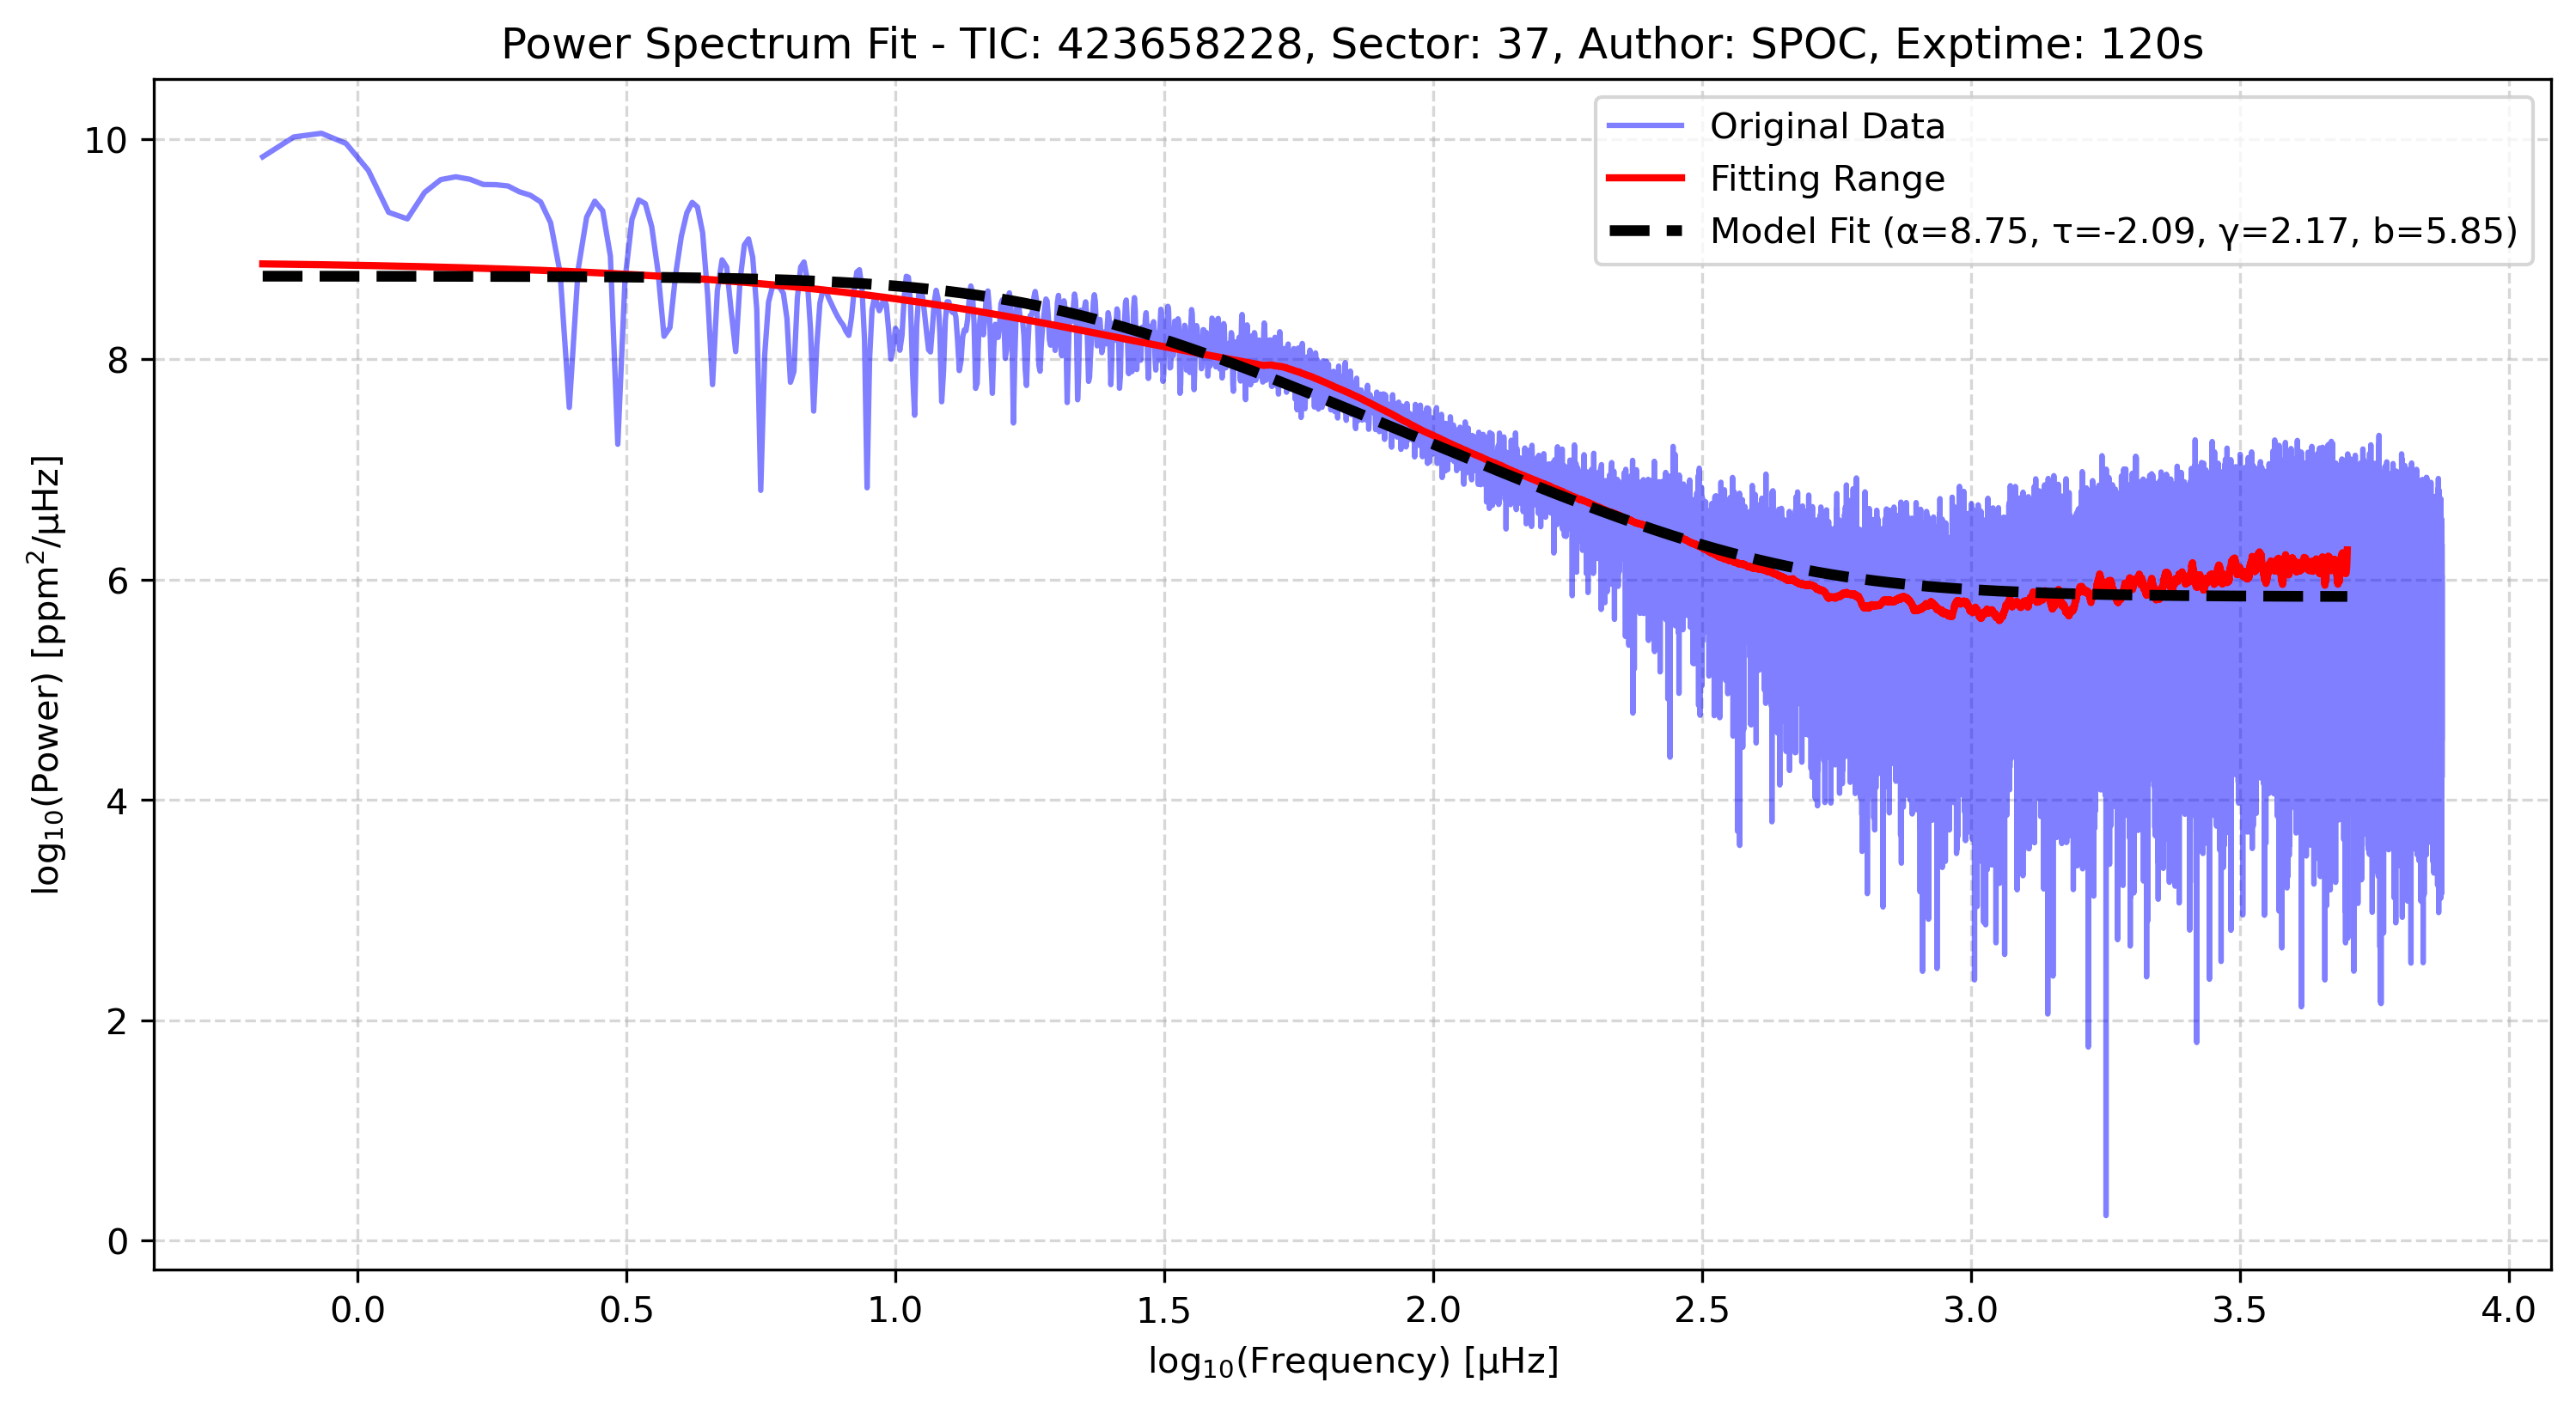 Power Spectrum Fit - TIC: 423658228, Sector: 37, Author: SPOC, Exptime: 120s
Original Data
Fitting Range
Model Fit (α=8.75, τ=-2.09, γ=2.17, b=5.85)
log₁₀(Power) [ppm²/μHz]
10
8
6
4
2
0
0.0 0.5 1.0 1.5 2.0 2.5 3.0 3.5 4.0
log₁₀(Frequency) [μHz]